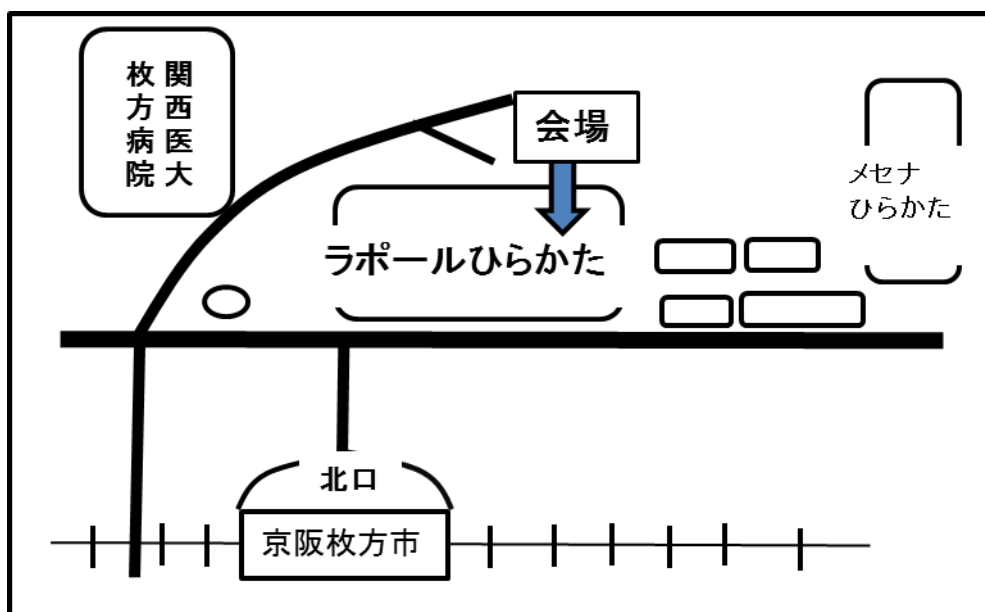 関西医大
枚方病院
会場
メセナ
ひらかた
ラポールひらかた
北口
京阪枚方市